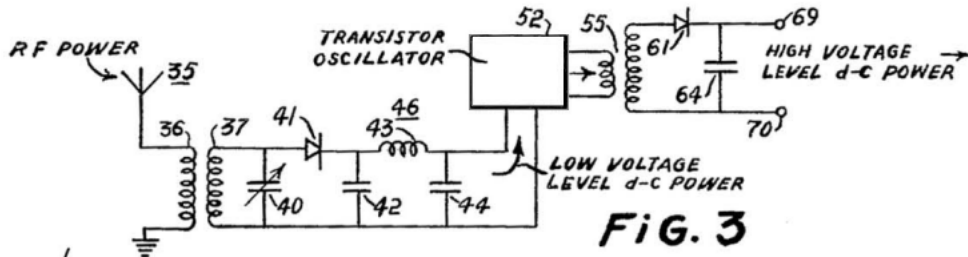 RF POWER
35
36
37
40
41
42
43
46
44
TRANSISTOR
OSCILLATOR
52
LOW VOLTAGE
LEVEL d-C POWER
55
61
64
69
HIGH VOLTAGE
LEVEL d-C POWER
70
FIG. 3